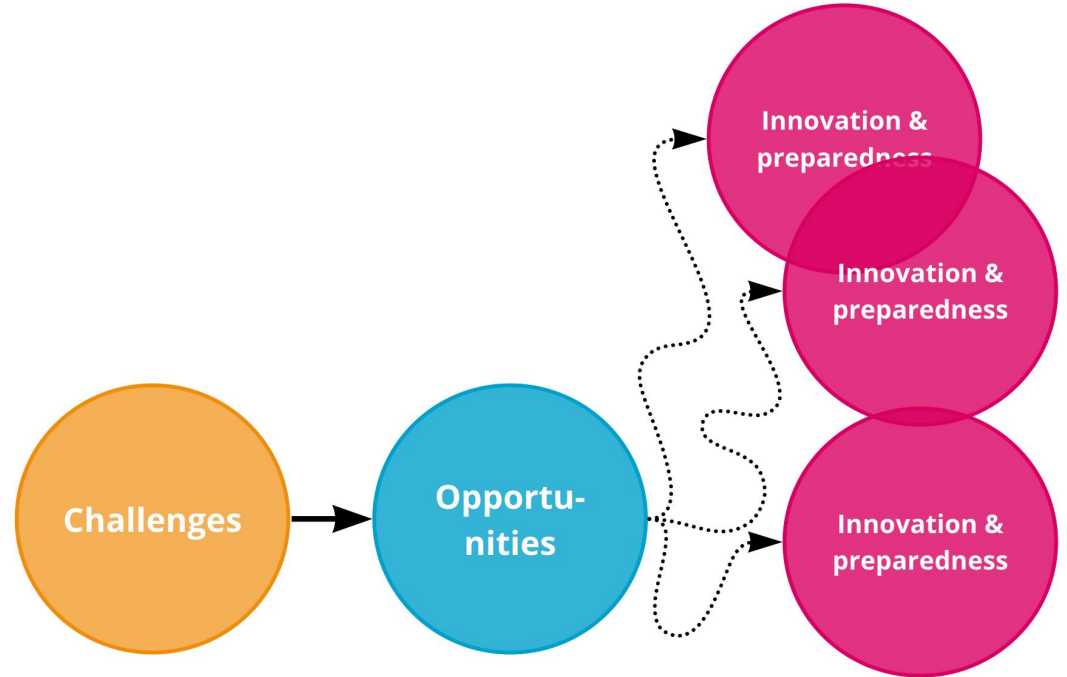 Challenges
Opportu-
nities
Innovation &
preparedness
Innovation &
preparedness
Innovation &
preparedness